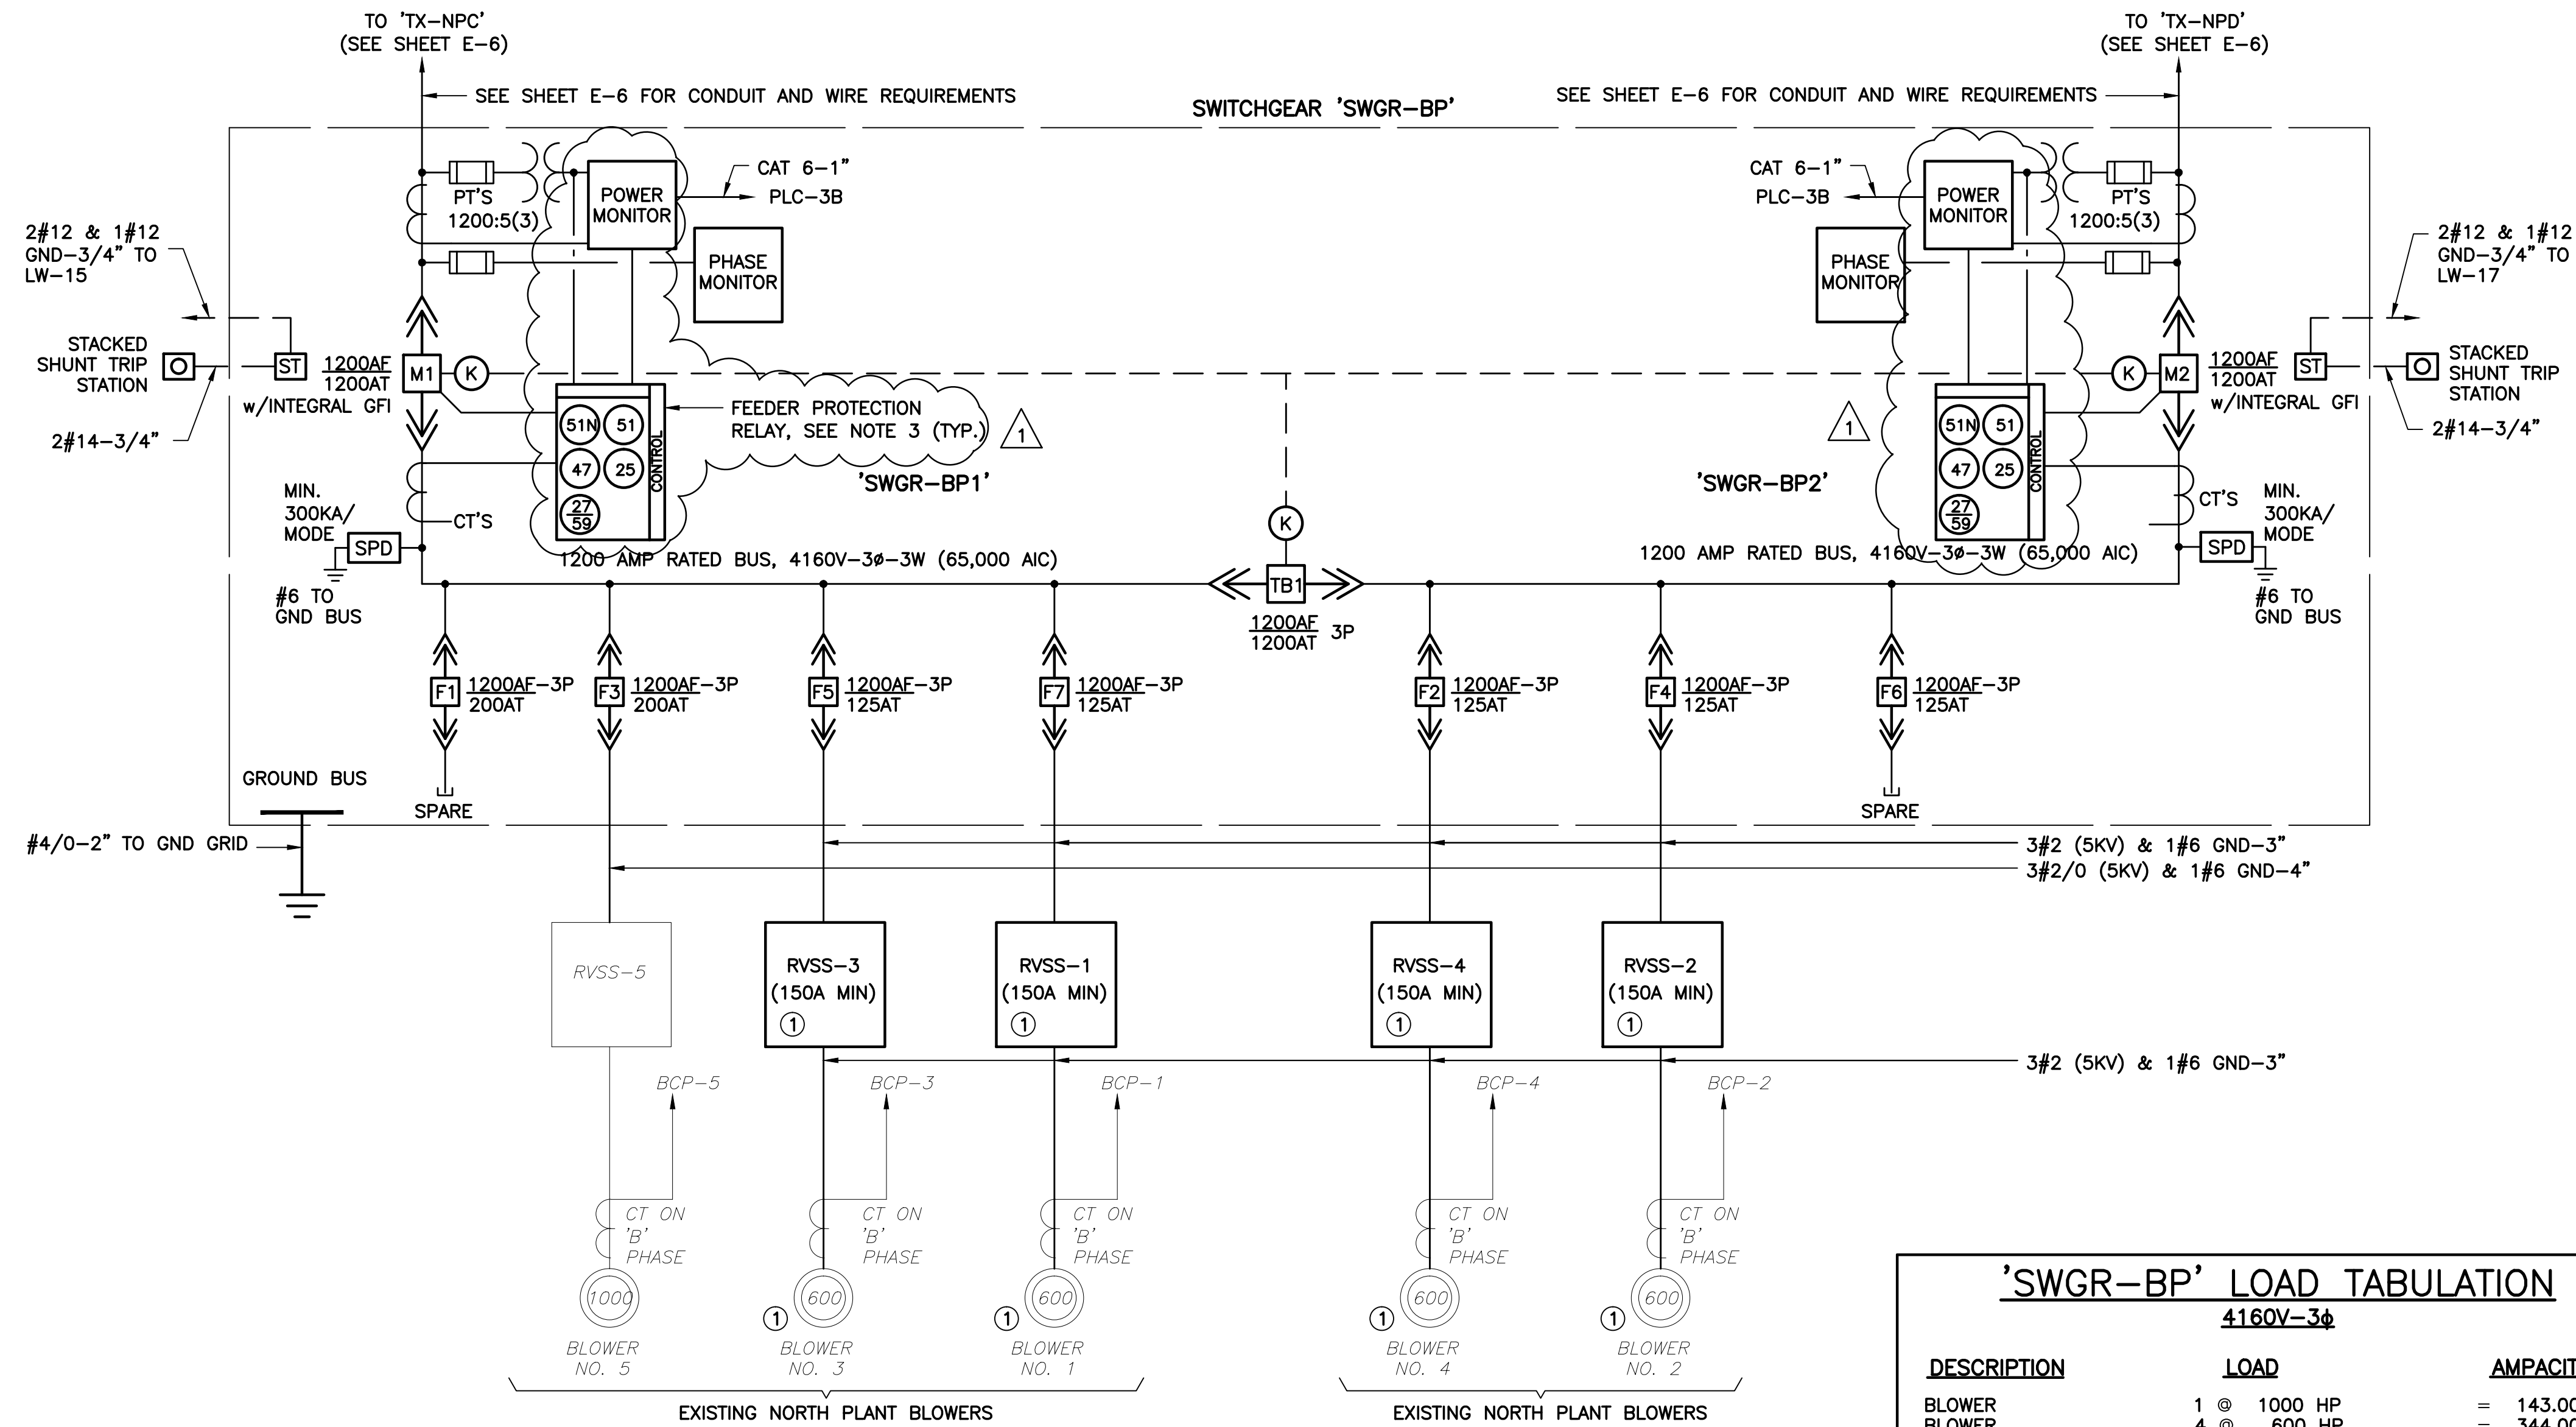 TO 'TX-NPC'
(SEE SHEET E-6)
TO 'TX-NPD'
(SEE SHEET E-6)
SEE SHEET E-6 FOR CONDUIT AND WIRE REQUIREMENTS
SWITCHGEAR 'SWGR-BP'
SEE SHEET E-6 FOR CONDUIT AND WIRE REQUIREMENTS
PT'S
1200:5(3)
POWER
MONITOR
CAT 6-1"
PLC-3B
PHASE
MONITOR
2#12 & 1#12
GND-3/4" TO
LW-15
STACKED
SHUNT TRIP
STATION
ST
1200AF
1200AT
w/INTEGRAL GFI
M1
K
2#14-3/4"
51N
51
47
25
27
59
CONTROL
FEEDER PROTECTION
RELAY, SEE NOTE 3 (TYP.)
1
'SWGR-BP1'
MIN.
300KA/
MODE
SPD
CT'S
#6 TO
GND BUS
1200 AMP RATED BUS, 4160V-3ø-3W (65,000 AIC)
K
TB1
1200AF
1200AT
3P
CAT 6-1"
PLC-3B
POWER
MONITOR
PT'S
1200:5(3)
PHASE
MONITOR
2#12 & 1#12
GND-3/4" TO
LW-17
K
M2
1200AF
1200AT
w/INTEGRAL GFI
ST
STACKED
SHUNT TRIP
STATION
2#14-3/4"
1
'SWGR-BP2'
51N
51
47
25
27
59
CONTROL
CT'S
MIN.
300KA/
MODE
SPD
#6 TO
GND BUS
1200 AMP RATED BUS, 4160V-3ø-3W (65,000 AIC)
F1
1200AF-3P
200AT
F3
1200AF-3P
200AT
F5
1200AF-3P
125AT
F7
1200AF-3P
125AT
F2
1200AF-3P
125AT
F4
1200AF-3P
125AT
F6
1200AF-3P
125AT
GROUND BUS
SPARE
SPARE
#4/0-2" TO GND GRID
3#2 (5KV) & 1#6 GND-3"
3#2/0 (5KV) & 1#6 GND-4"
RVSS-5
RVSS-3
(150A MIN)
1
RVSS-1
(150A MIN)
1
RVSS-4
(150A MIN)
1
RVSS-2
(150A MIN)
1
3#2 (5KV) & 1#6 GND-3"
BCP-5
BCP-3
BCP-1
BCP-4
BCP-2
CT ON
'B'
PHASE
CT ON
'B'
PHASE
CT ON
'B'
PHASE
CT ON
'B'
PHASE
CT ON
'B'
PHASE
1000
1
600
1
600
1
600
1
600
BLOWER
NO. 5
BLOWER
NO. 3
BLOWER
NO. 1
BLOWER
NO. 4
BLOWER
NO. 2
EXISTING NORTH PLANT BLOWERS
EXISTING NORTH PLANT BLOWERS
'SWGR-BP' LOAD TABULATION
4160V-3ϕ
DESCRIPTION LOAD
BLOWER 1 @ 1000 HP = 143.00
BLOWER 4 @ 600 HP = 344.00